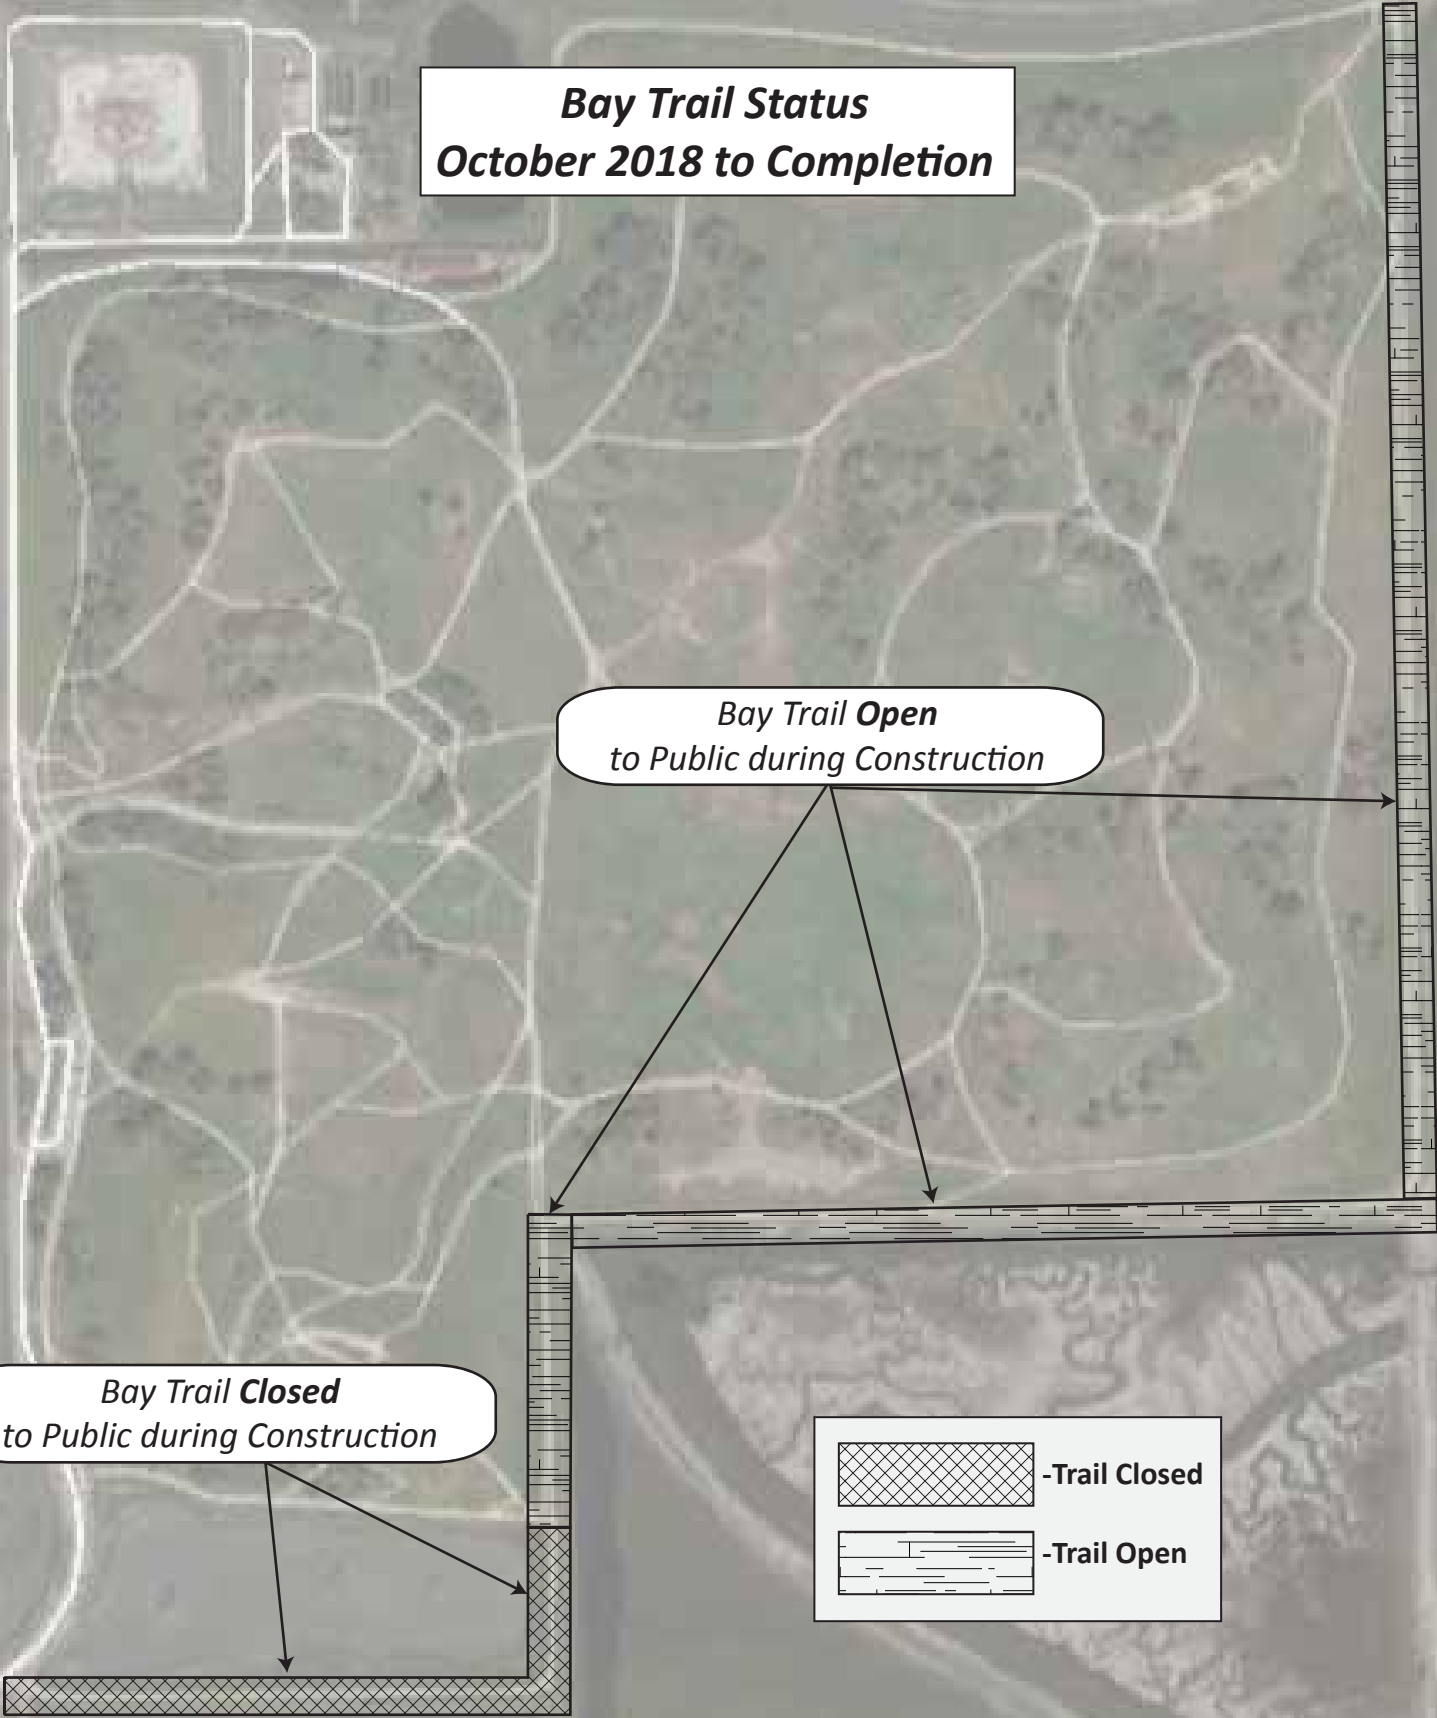 Bay Trail Status
October 2018 to Completion
Bay Trail Open
to Public during Construction
Bay Trail Closed
to Public during Construction
-Trail Closed
-Trail Open